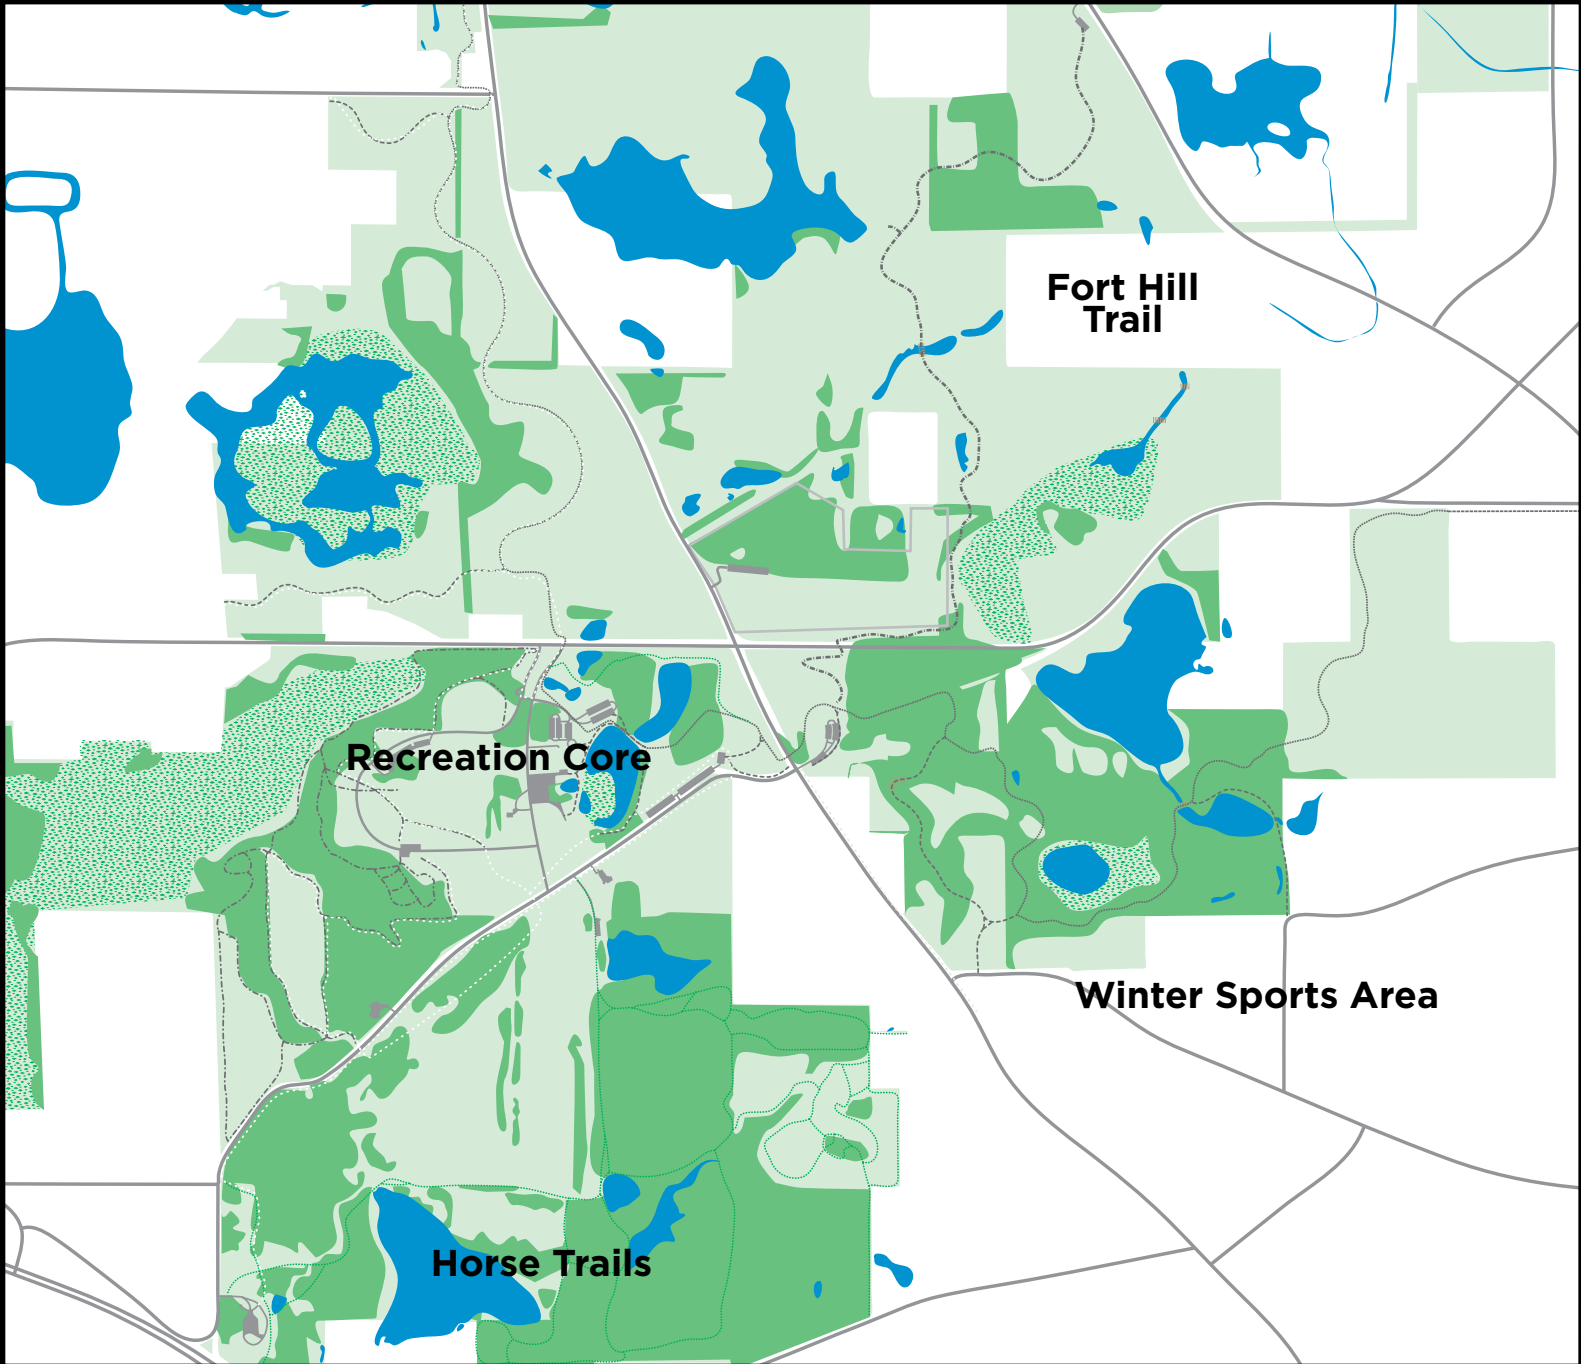 Fort Hill
Trail
Recreation Core
Winter Sports Area
Horse Trails